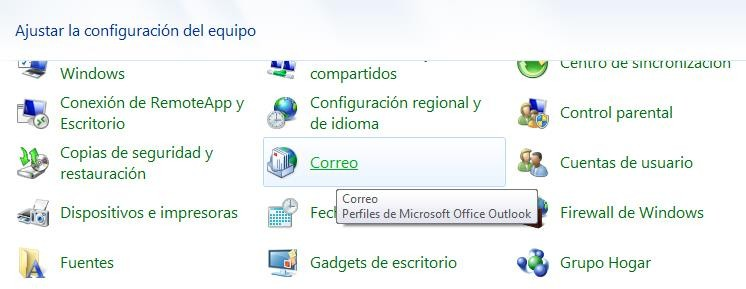 Ajustar la configuración del equipo
Windows
compartidos
Centro de sincronización
Conexión de RemoteApp y
Escritorio
Configuración regional y
de idioma
Control parental
Copias de seguridad y
restauración
Correo
Cuentas de usuario
Correo
Perfiles de Microsoft Office Outlook
Dispositivos e impresoras
Firewall de Windows
Fuentes
Gadgets de escritorio
Grupo Hogar